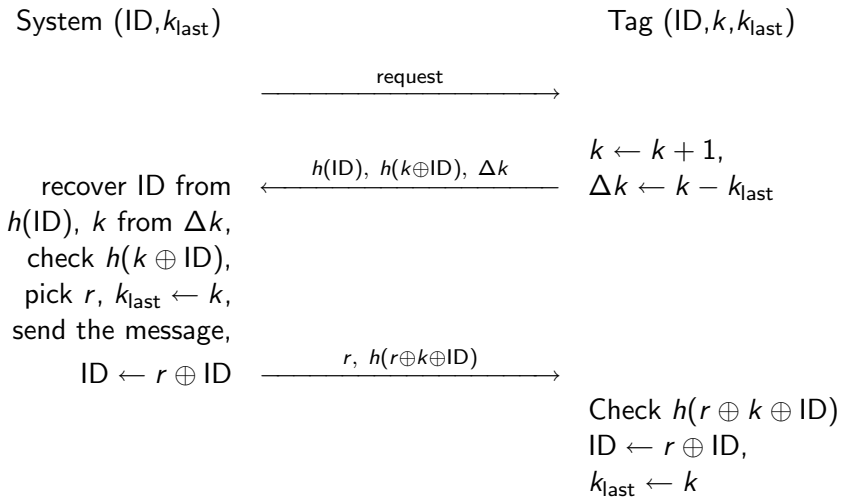 System (ID,k_last)
Tag (ID,k,k_last)
request
k ← k + 1,
Δk ← k − k_last
h(ID), h(k⊕ID), Δk
recover ID from
h(ID), k from Δk,
check h(k ⊕ ID),
pick r, k_last ← k,
send the message,
ID ← r ⊕ ID
r, h(r⊕k⊕ID)
Check h(r ⊕ k ⊕ ID)
ID ← r ⊕ ID,
k_last ← k